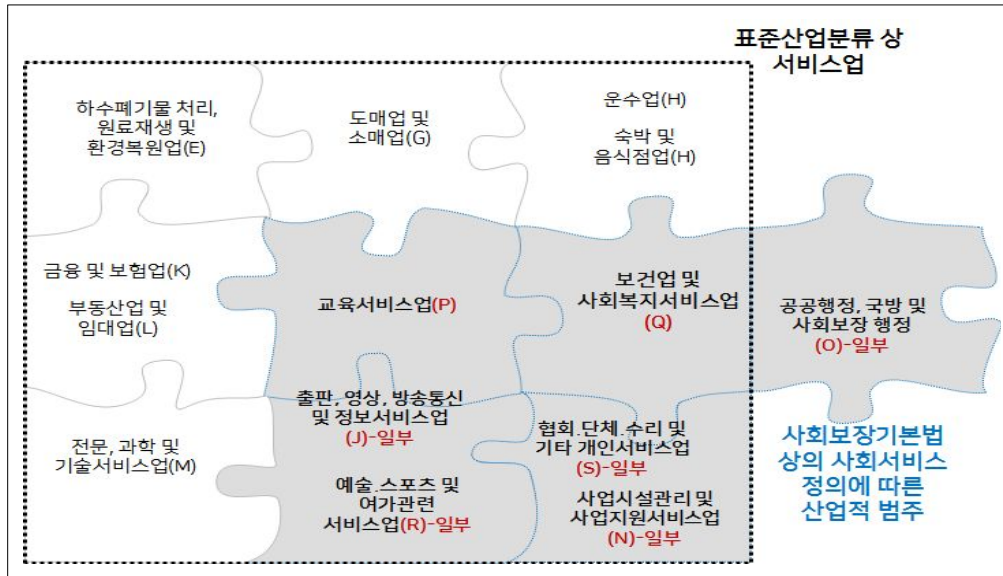 표준산업분류 상
서비스업
하수폐기물 처리,
원료재생 및
환경복원업(E)
도매업 및
소매업(G)
운수업(H)
숙박 및
음식점업(H)
금융 및 보험업(K)
부동산업 및
임대업(L)
교육서비스업(P)
보건업 및
사회복지서비스업
(Q)
공공행정, 국방 및
사회보장 행정
(O)-일부
전문, 과학 및
기술서비스업(M)
출판, 영상, 방송통신
및 정보서비스업
(J)-일부
예술.스포츠 및
여가관련
서비스업(R)-일부
협회.단체.수리 및
기타 개인서비스업
(S)-일부
사업시설관리 및
사업지원서비스업
(N)-일부
사회보장기본법
상의 사회서비스
정의에 따른
산업적 범주